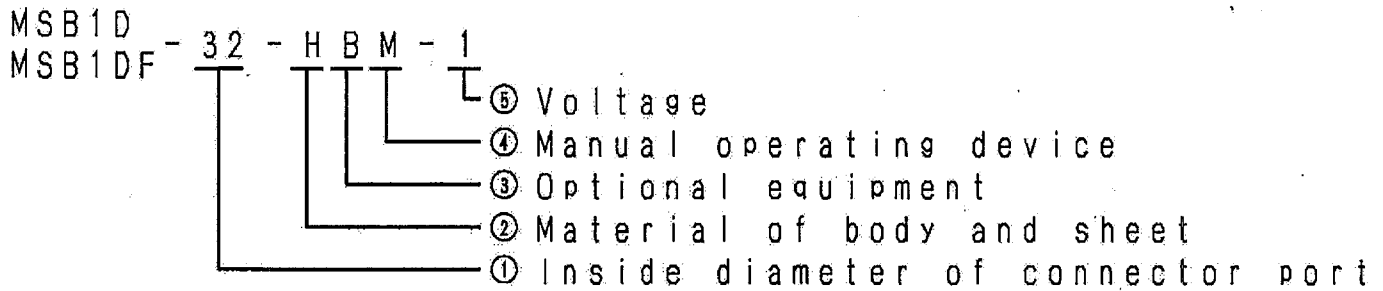 MSB1D
MSB1DF - 32 - HBM - 1
⑤ Voltage
④ Manual operating device
③ Optional equipment
② Material of body and sheet
① Inside diameter of connector port